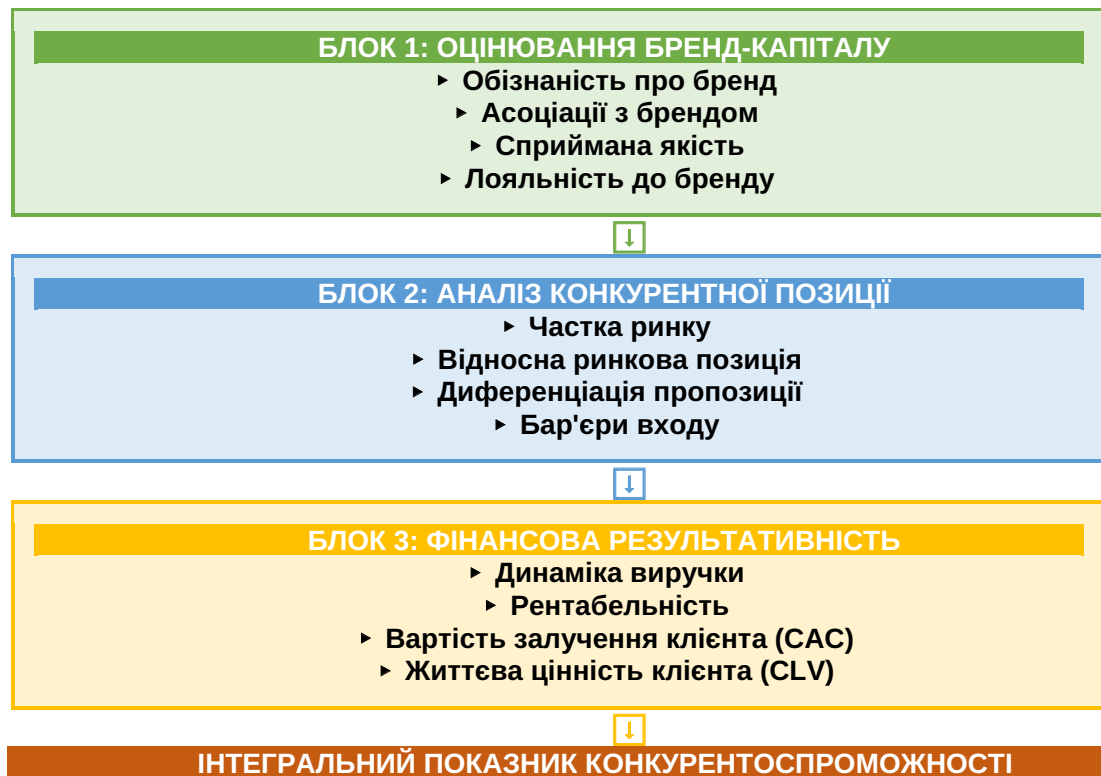 БЛОК 1: ОЦІНЮВАННЯ БРЕНД-КАПІТАЛУ
▸ Обізнаність про бренд
▸ Асоціації з брендом
▸ Сприймана якість
▸ Лояльність до бренду
↓
БЛОК 2: АНАЛІЗ КОНКУРЕНТНОЇ ПОЗИЦІЇ
▸ Частка ринку
▸ Відносна ринкова позиція
▸ Диференціація пропозиції
▸ Бар'єри входу
↓
БЛОК 3: ФІНАНСОВА РЕЗУЛЬТАТИВНІСТЬ
▸ Динаміка виручки
▸ Рентабельність
▸ Вартість залучення клієнта (CAC)
▸ Життєва цінність клієнта (CLV)
↓
ІНТЕГРАЛЬНИЙ ПОКАЗНИК КОНКУРЕНТОСПРОМОЖНОСТІ